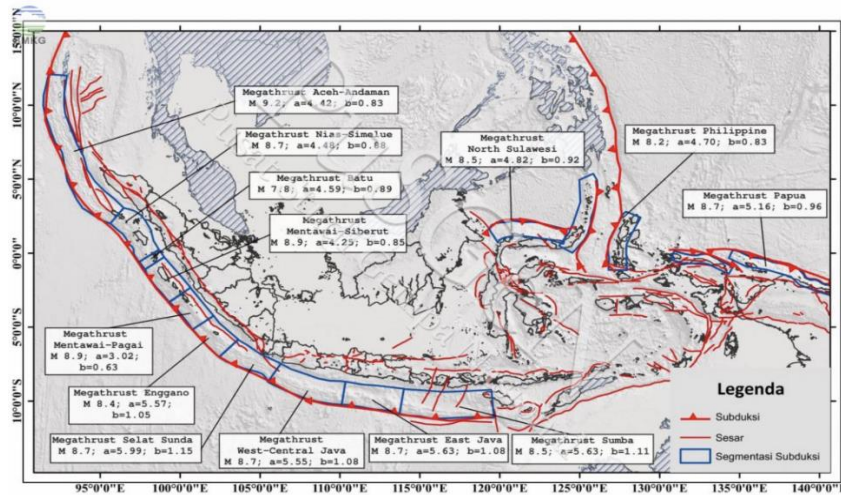 MKG
Megathrust Aceh-Andaman
M 9.2; a=4.42; b=0.83
Megathrust Nias-Simelue
M 8.7; a=4.48; b=0.88
Megathrust Batu
M 7.8; a=4.59; b=0.89
Megathrust
Mentawai-Siberut
M 8.9; a=4.25; b=0.85
Megathrust
North Sulawesi
M 8.5; a=4.82; b=0.92
Megathrust Philippine
M 8.2; a=4.70; b=0.83
Megathrust Papua
M 8.7; a=5.16; b=0.96
Megathrust
Mentawai-Pagai
M 8.9; a=3.02;
b=0.63
Megathrust Enggano
M 8.4; a=5.57;
b=1.05
Megathrust Selat Sunda
M 8.7; a=5.99; b=1.15
Megathrust
West-Central Java
M 8.7; a=5.55; b=1.08
Megathrust East Java
M 8.7; a=5.63; b=1.08
Megathrust Sumba
M 8.5; a=5.63; b=1.11
Legenda
Subduksi
Sesar
Segmentasi Subduksi
15°0'0"N
10°0'0"N
5°0'0"N
0°0'0"
5°0'0"S
10°0'0"S
95°0'0"E 100°0'0"E 105°0'0"E 110°0'0"E 115°0'0"E 120°0'0"E 125°0'0"E 130°0'0"E 135°0'0"E 140°0'0"E